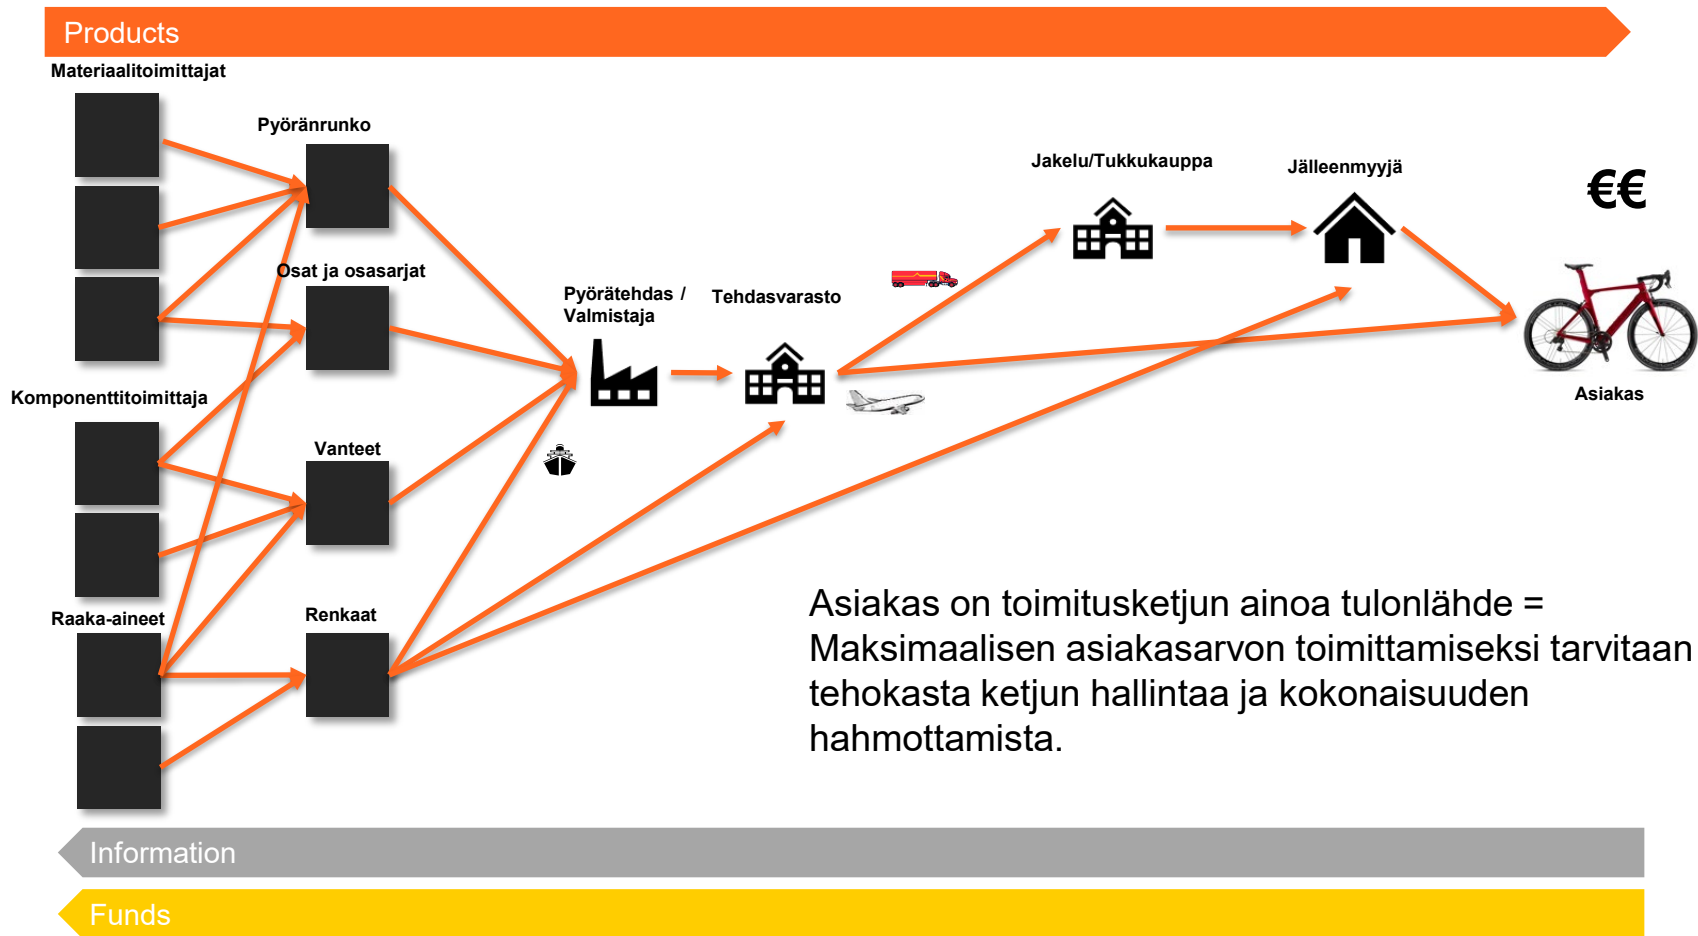 Products
Materiaalitoimittajat
Pyöränrunko
Jakelu/Tukkukauppa
Jälleenmyyjä
€€
Osat ja osasarjat
Pyörätehdas /
Valmistaja
Tehdasvarasto
Komponenttitoimittaja
Asiakas
Vanteet
Raaka-aineet
Renkaat
Asiakas on toimitusketjun ainoa tulonlähde =
Maksimaalisen asiakasarvon toimittamiseksi tarvitaan
tehokasta ketjun hallintaa ja kokonaisuuden
hahmottamista.
Information
Funds